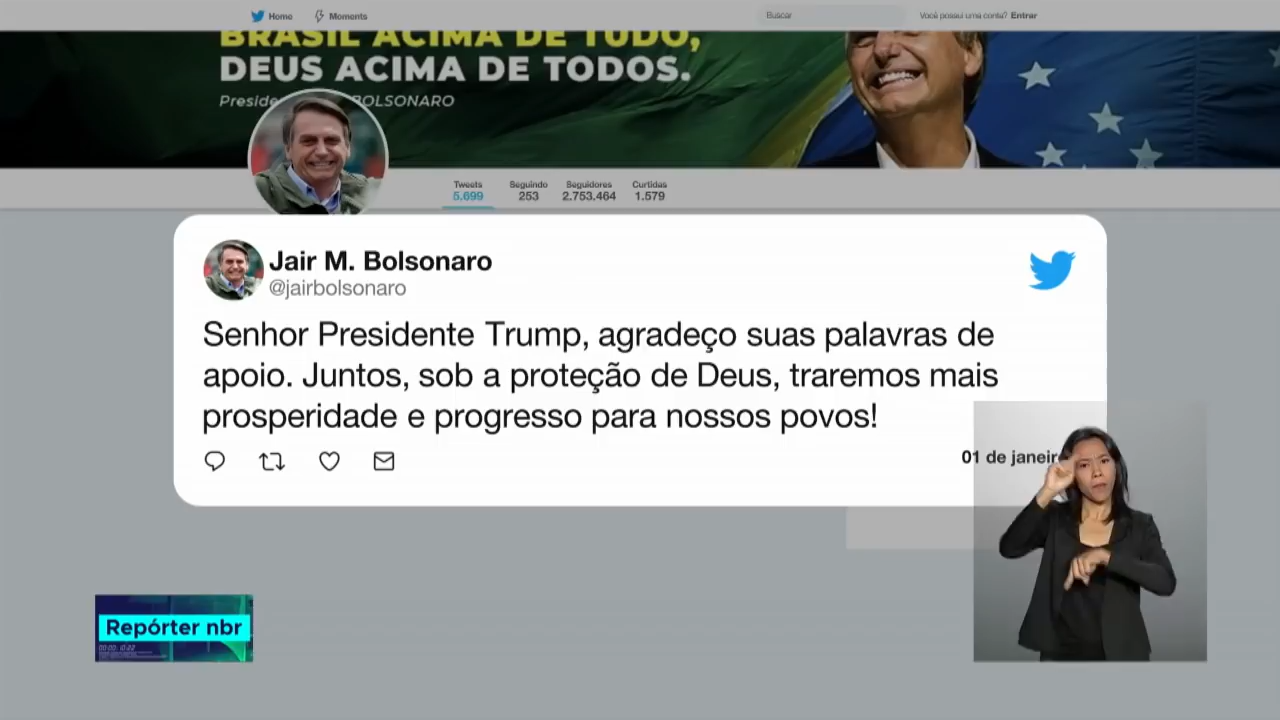 Home
Moments
Buscar
Você possui uma conta? Entrar
BRASIL ACIMA DE TUDO,
DEUS ACIMA DE TODOS.
BOLSONARO
Tweets
Seguindo
Seguidores
Curtidas
5.699
253
2.753.464
1.579
Jair M. Bolsonaro
@jairbolsonaro
Senhor Presidente Trump, agradeço suas palavras de
apoio. Juntos, sob a proteção de Deus, traremos mais
prosperidade e progresso para nossos povos!
01 de janeir
Repórter nbr